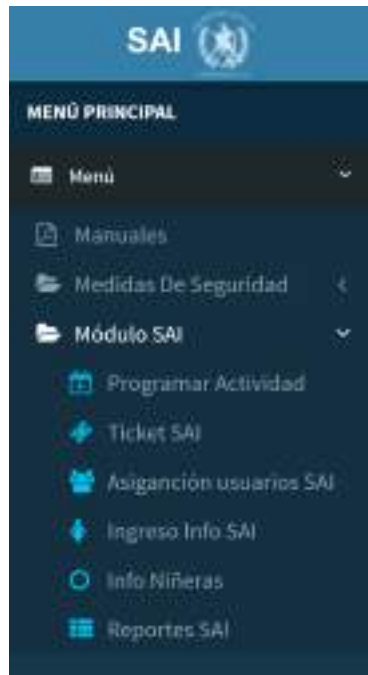 SAI
MENÚ PRINCIPAL
Menú
Manuales
Medidas De Seguridad
Módulo SAI
Programar Actividad
Ticket SAI
Asiganción usuarios SAI
Ingreso Info SAI
Info Niñeras
Reportes SAI